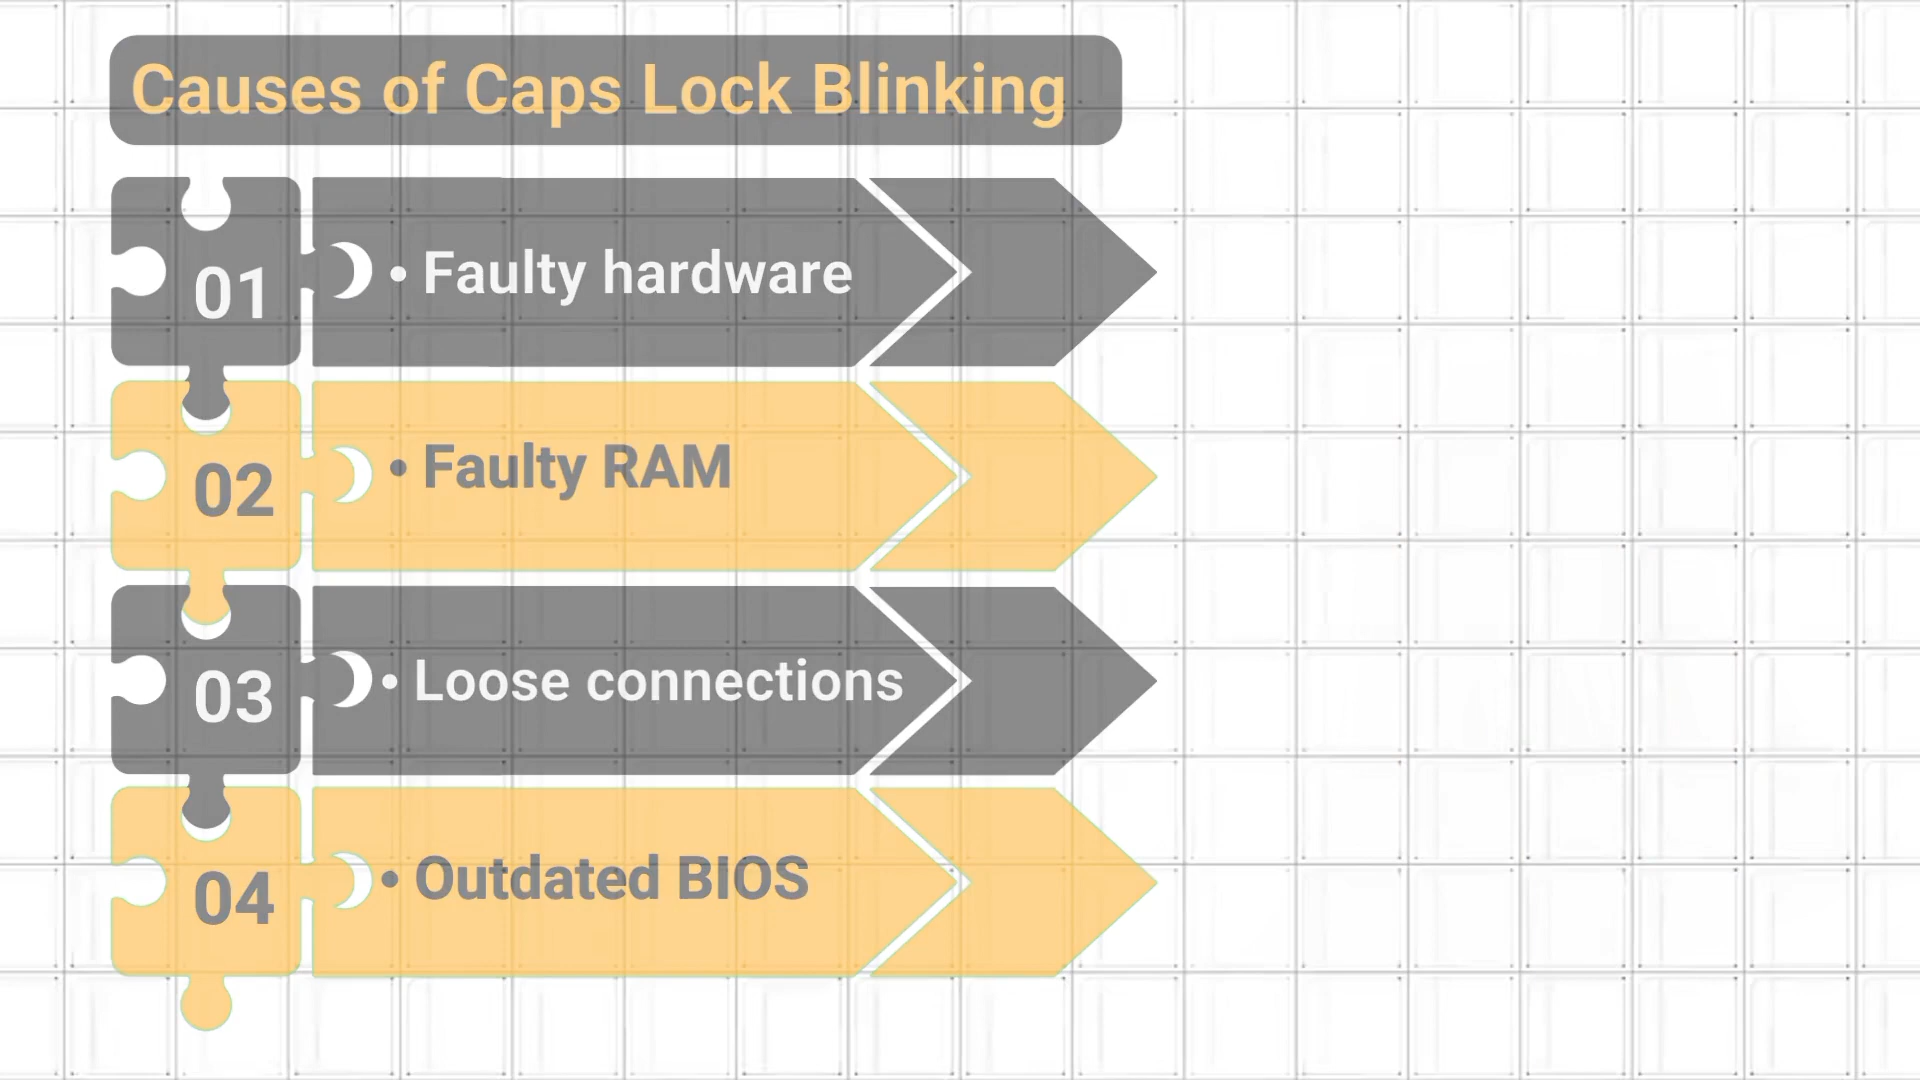 Causes of Caps Lock Blinking
01 • Faulty hardware
02 • Faulty RAM
03 • Loose connections
04 • Outdated BIOS